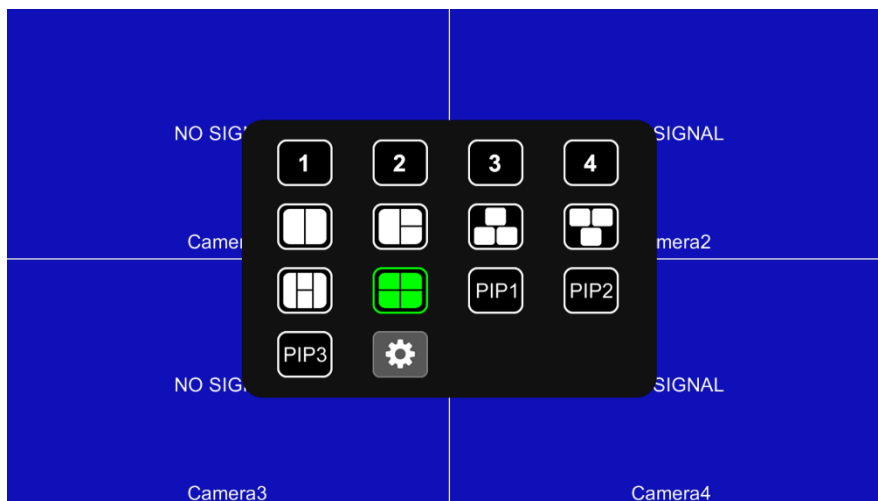 NO SIG
SIGNAL
1 2 3 4
Camer
mera2
PIP1 PIP2
PIP3
NO SIG
SIGNAL
Camera3
Camera4